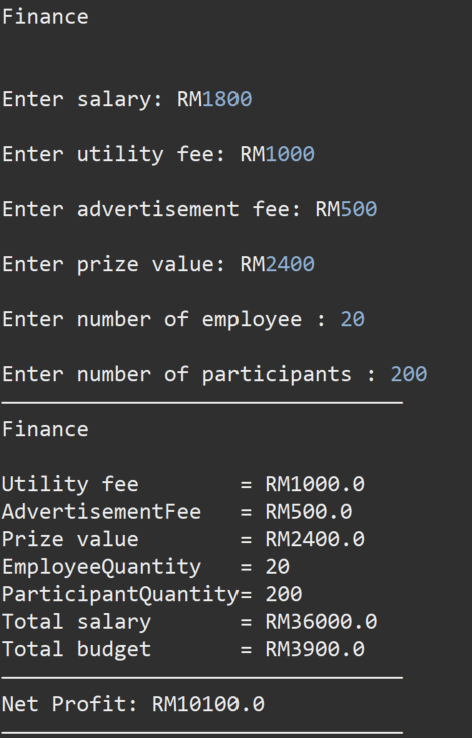 Finance
Enter salary: RM1800
Enter utility fee: RM1000
Enter advertisement fee: RM500
Enter prize value: RM2400
Enter number of employee : 20
Enter number of participants : 200
Finance
Utility fee = RM1000.0
AdvertisementFee = RM500.0
Prize value = RM2400.0
EmployeeQuantity = 20
ParticipantQuantity= 200
Total salary = RM36000.0
Total budget = RM3900.0
Net Profit: RM10100.0